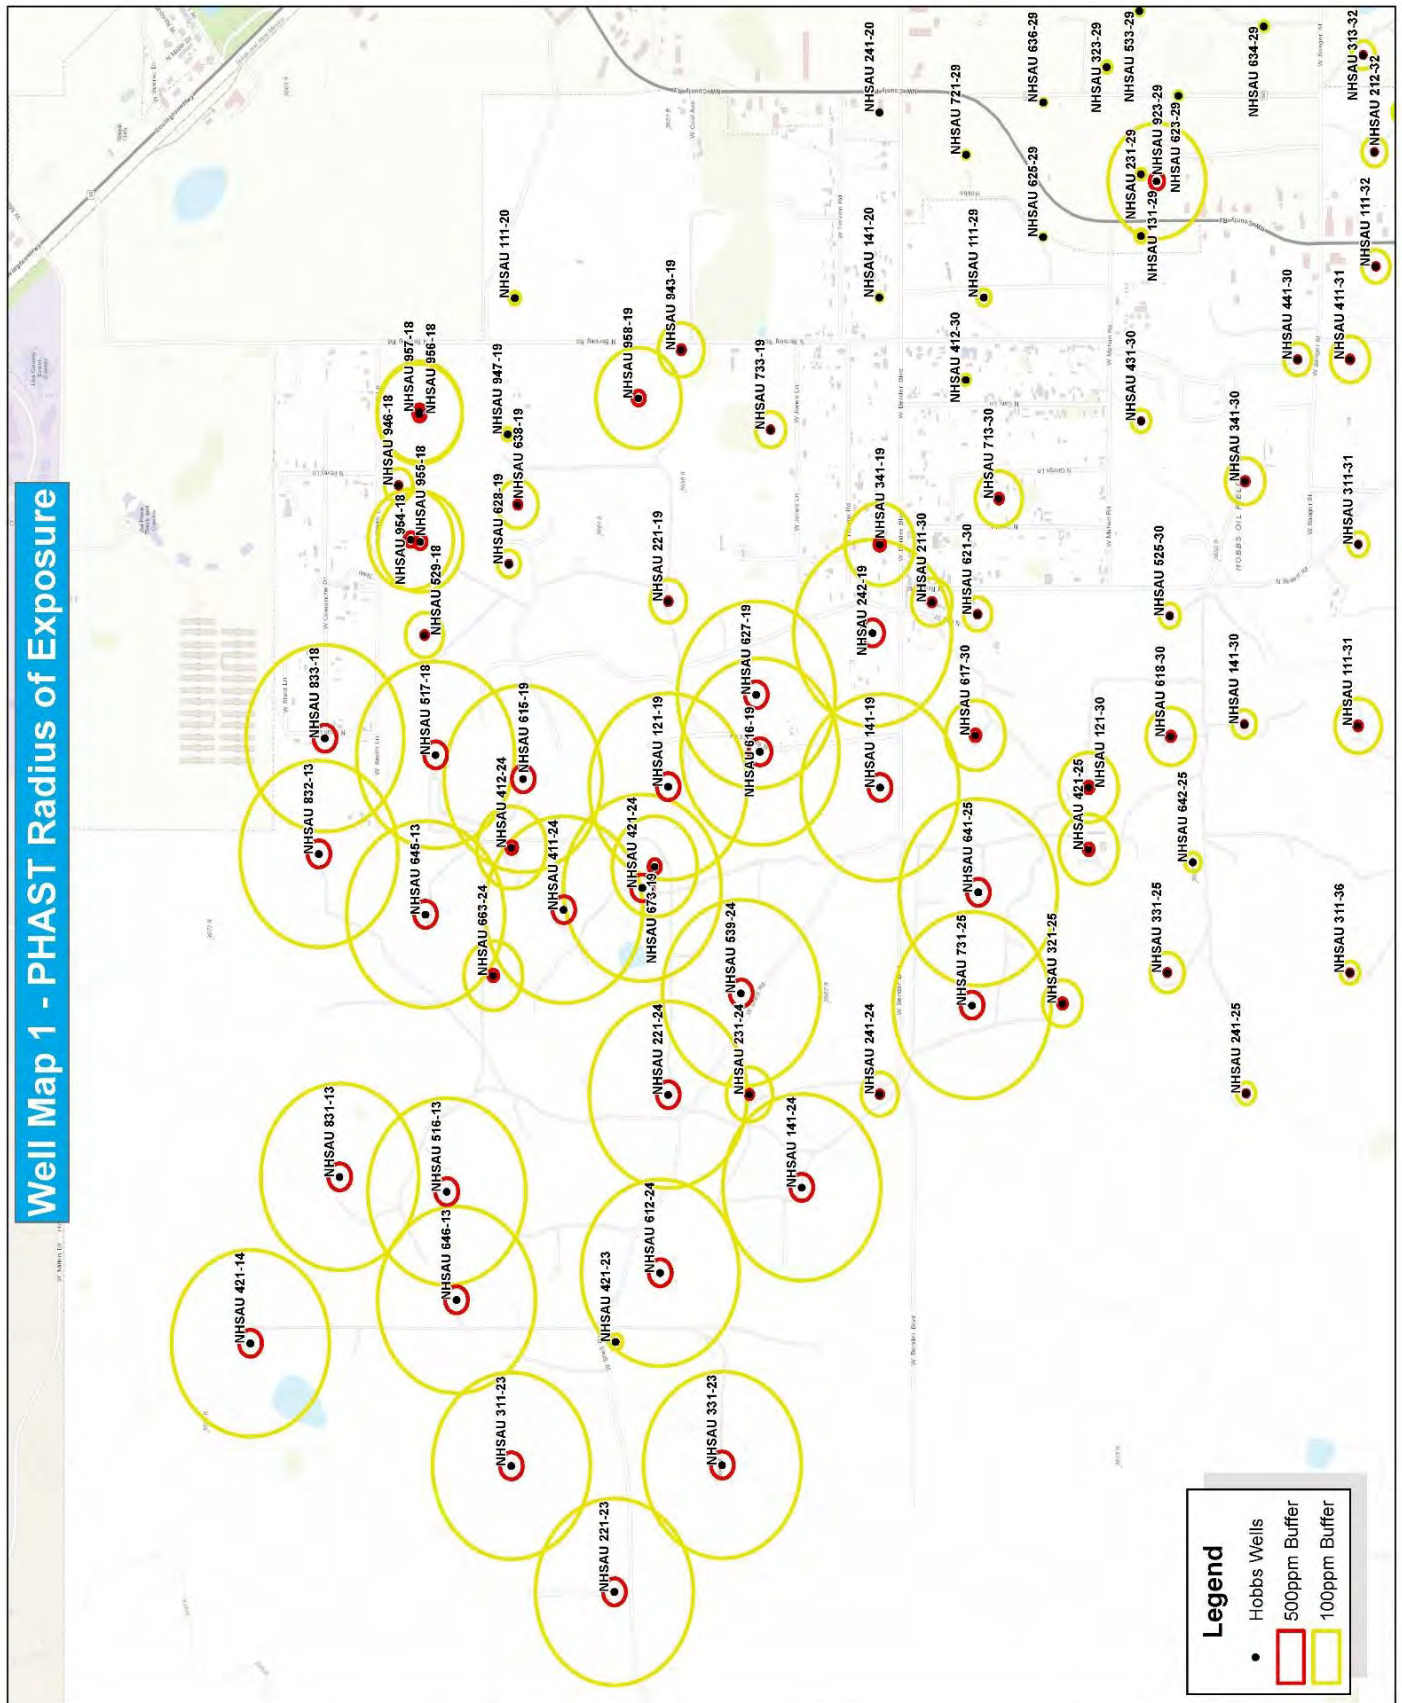 Well Map 1 - PHAST Radius of Exposure
NHSAU 241-20
NHSAU 636-29
NHSAU 323-29
NHSAU 533-29
NHSAU 634-29
NHSAU 313-32
NHSAU 212-32
NHSAU 721-29
NHSAU 231-29
NHSAU 923-29
NHSAU 623-29
NHSAU 625-29
NHSAU 131-29
NHSAU 111-32
NHSAU 111-20
NHSAU 141-20
NHSAU 111-29
NHSAU 957-18
NHSAU 956-18
NHSAU 943-19
NHSAU 441-30
NHSAU 411-31
NHSAU 947-19
NHSAU 958-19
NHSAU 733-19
NHSAU 412-30
NHSAU 431-30
NHSAU 946-18
NHSAU 638-19
NHSAU 713-30
NHSAU 341-30
NHSAU 954-18
NHSAU 955-18
NHSAU 628-19
NHSAU 341-19
NHSAU 311-31
NHSAU 529-18
NHSAU 221-19
NHSAU 242-19
NHSAU 211-30
NHSAU 621-30
NHSAU 525-30
NHSAU 833-18
NHSAU 517-18
NHSAU 615-19
NHSAU 121-19
NHSAU 627-19
NHSAU 616-19
NHSAU 141-19
NHSAU 617-30
NHSAU 121-30
NHSAU 618-30
NHSAU 141-30
NHSAU 111-31
NHSAU 832-13
NHSAU 645-13
NHSAU 412-24
NHSAU 411-24
NHSAU 421-24
NHSAU 673-19
NHSAU 641-25
NHSAU 421-25
NHSAU 642-25
NHSAU 663-24
NHSAU 539-24
NHSAU 731-25
NHSAU 321-25
NHSAU 331-25
NHSAU 311-36
NHSAU 221-24
NHSAU 231-24
NHSAU 241-24
NHSAU 241-25
NHSAU 831-13
NHSAU 516-13
NHSAU 141-24
NHSAU 646-13
NHSAU 612-24
NHSAU 421-14
NHSAU 421-23
NHSAU 311-23
NHSAU 331-23
NHSAU 221-23
HOBBS OIL FIELD
W Bender Blvd
Legend
Hobbs Wells
500ppm Buffer
100ppm Buffer